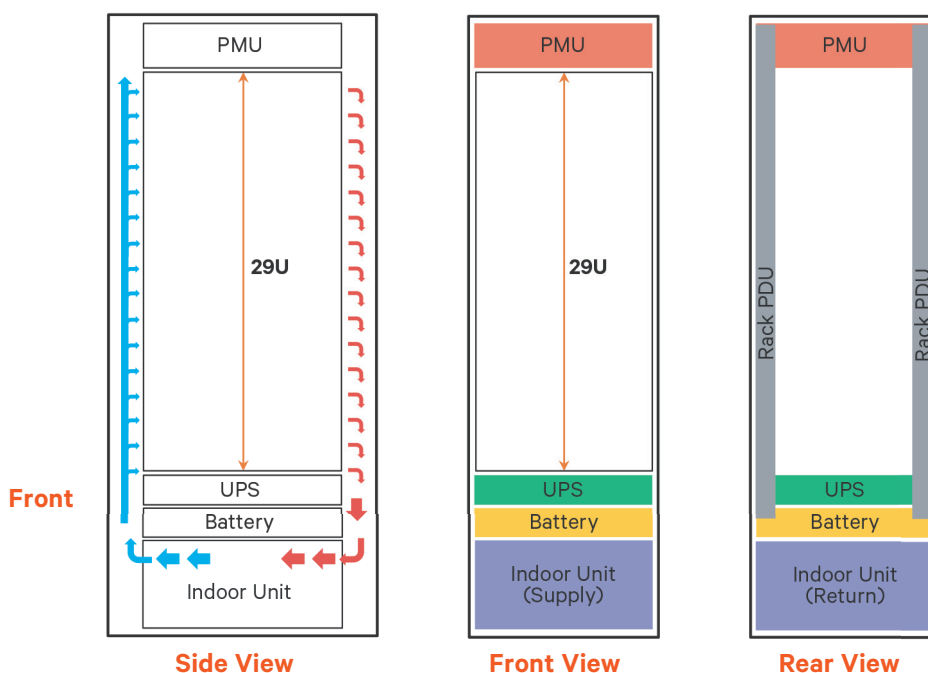 PMU
29U
UPS
Battery
Indoor Unit
Front
Side View
PMU
29U
UPS
Battery
Indoor Unit
(Supply)
Front View
PMU
Rack PDU
Rack PDU
UPS
Battery
Indoor Unit
(Return)
Rear View